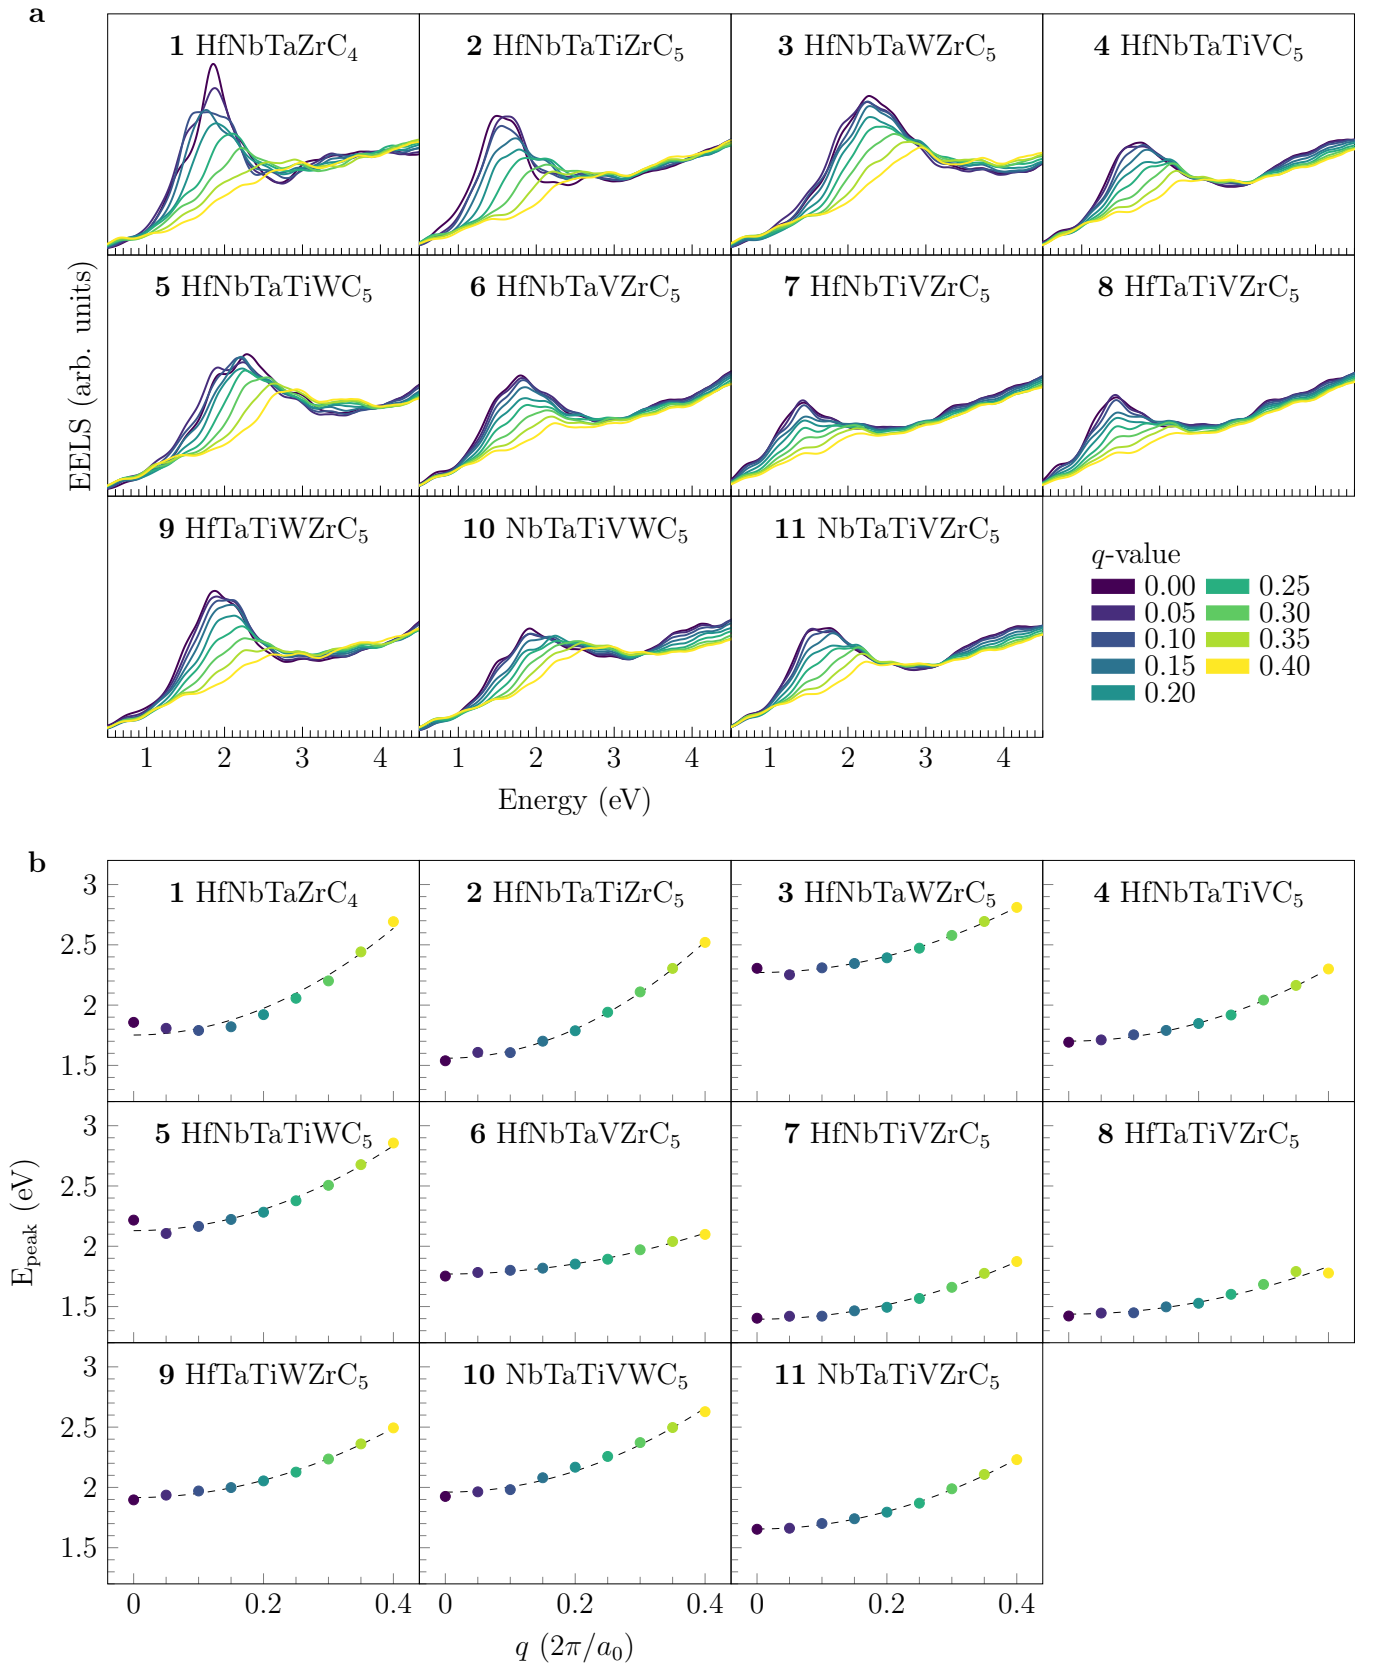 a
1 HfNbTaZrC₄
2 HfNbTaTiZrC₅
3 HfNbTaWZrC₅
4 HfNbTaTiVC₅
5 HfNbTaTiWC₅
6 HfNbTaVZrC₅
7 HfNbTiVZrC₅
8 HfTaTiVZrC₅
9 HfTaTiWZrC₅
10 NbTaTiVWC₅
11 NbTaTiVZrC₅
EELS (arb. units)
1 2 3 4 1 2 3 4 1 2 3 4
Energy (eV)
q-value
0.00 0.25
0.05 0.30
0.10 0.35
0.15 0.40
0.20
b
3
2.5
2
1.5
1 HfNbTaZrC₄
2 HfNbTaTiZrC₅
3 HfNbTaWZrC₅
4 HfNbTaTiVC₅
3
2.5
2
1.5
5 HfNbTaTiWC₅
6 HfNbTaVZrC₅
7 HfNbTiVZrC₅
8 HfTaTiVZrC₅
3
2.5
2
1.5
9 HfTaTiWZrC₅
10 NbTaTiVWC₅
11 NbTaTiVZrC₅
E_peak (eV)
0 0.2 0.4 0 0.2 0.4 0 0.2 0.4
q (2π/a₀)